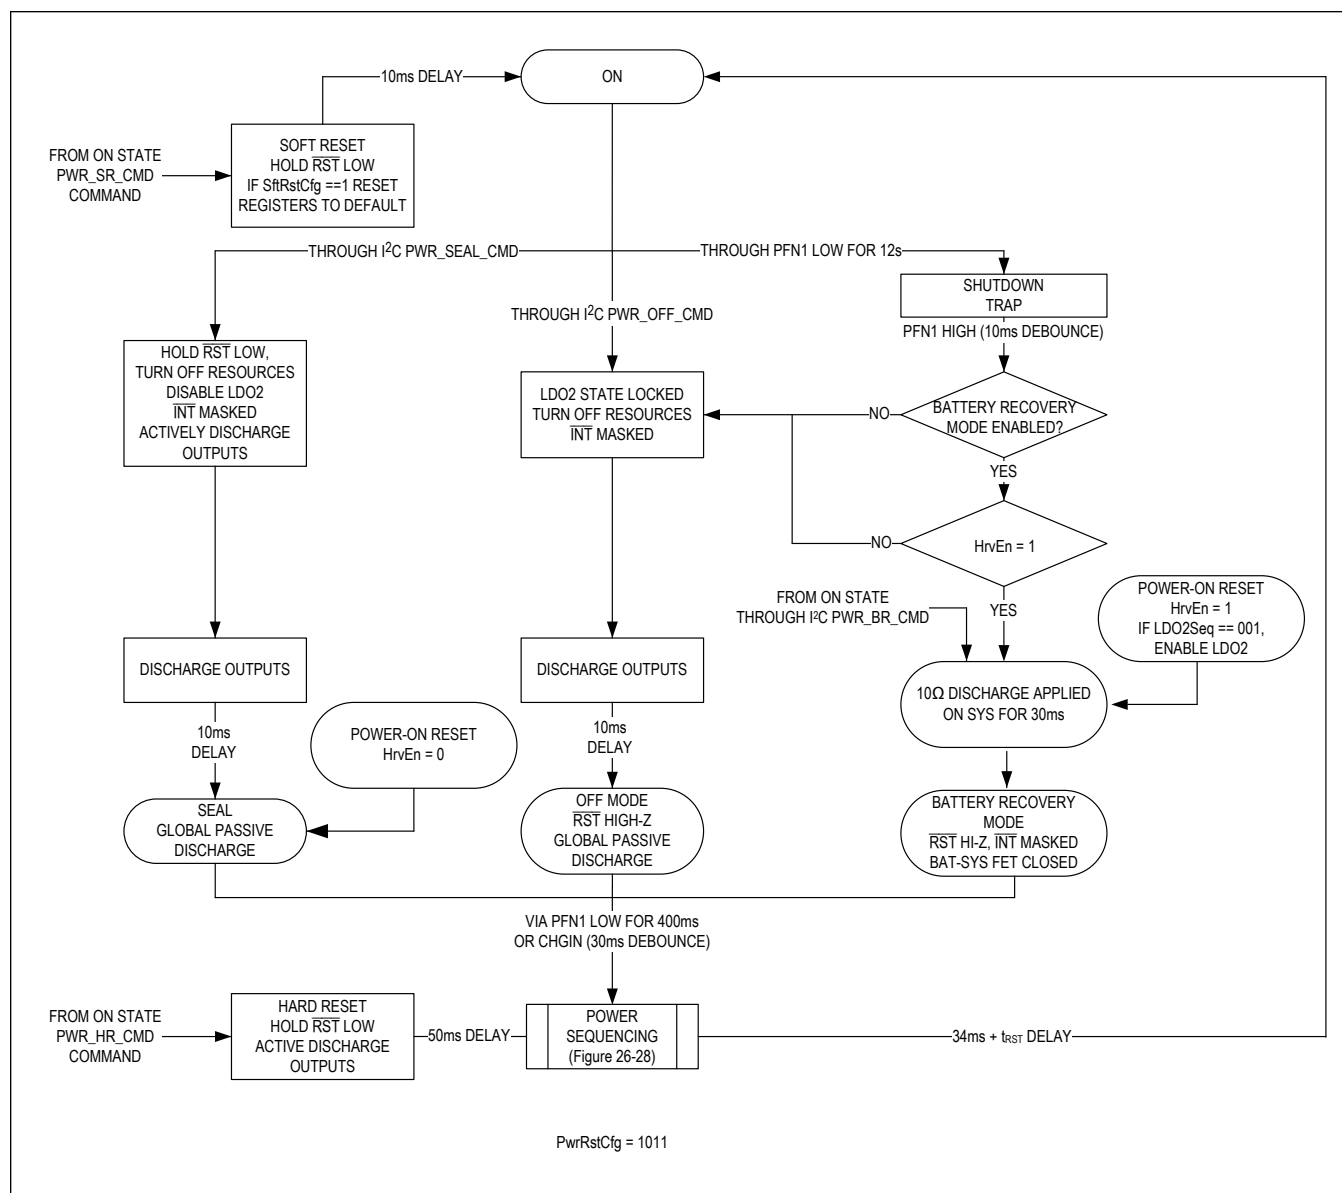 ON
10ms DELAY
SOFT RESET
HOLD RST LOW
IF SftRstCfg ==1 RESET
REGISTERS TO DEFAULT
FROM ON STATE
PWR_SR_CMD
COMMAND
THROUGH I2C PWR_SEAL_CMD
THROUGH PFN1 LOW FOR 12s
SHUTDOWN
TRAP
THROUGH I2C PWR_OFF_CMD
PFN1 HIGH (10ms DEBOUNCE)
HOLD RST LOW,
TURN OFF RESOURCES
DISABLE LDO2
INT MASKED
ACTIVELY DISCHARGE
OUTPUTS
LDO2 STATE LOCKED
TURN OFF RESOURCES
INT MASKED
NO
BATTERY RECOVERY
MODE ENABLED?
YES
NO
HrvEn = 1
YES
FROM ON STATE
THROUGH I2C PWR_BR_CMD
POWER-ON RESET
HrvEn = 1
IF LDO2Seq == 001,
ENABLE LDO2
DISCHARGE OUTPUTS
DISCHARGE OUTPUTS
10Ω DISCHARGE APPLIED
ON SYS FOR 30ms
10ms
DELAY
POWER-ON RESET
HrvEn = 0
10ms
DELAY
SEAL
GLOBAL PASSIVE
DISCHARGE
OFF MODE
RST HIGH-Z
GLOBAL PASSIVE
DISCHARGE
BATTERY RECOVERY
MODE
RST HI-Z, INT MASKED
BAT-SYS FET CLOSED
VIA PFN1 LOW FOR 400ms
OR CHGIN (30ms DEBOUNCE)
FROM ON STATE
PWR_HR_CMD
COMMAND
HARD RESET
HOLD RST LOW
ACTIVE DISCHARGE
OUTPUTS
50ms DELAY
POWER
SEQUENCING
(Figure 26-28)
34ms + tRST DELAY
PwrRstCfg = 1011